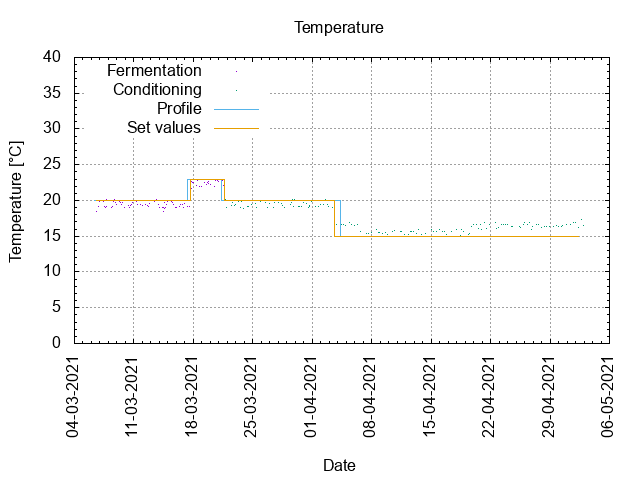 Temperature
40
35
30
25
20
15
10
5
0
Temperature [°C]
Fermentation
Conditioning
Profile
Set values
04-03-2021
11-03-2021
18-03-2021
25-03-2021
01-04-2021
08-04-2021
15-04-2021
22-04-2021
29-04-2021
06-05-2021
Date